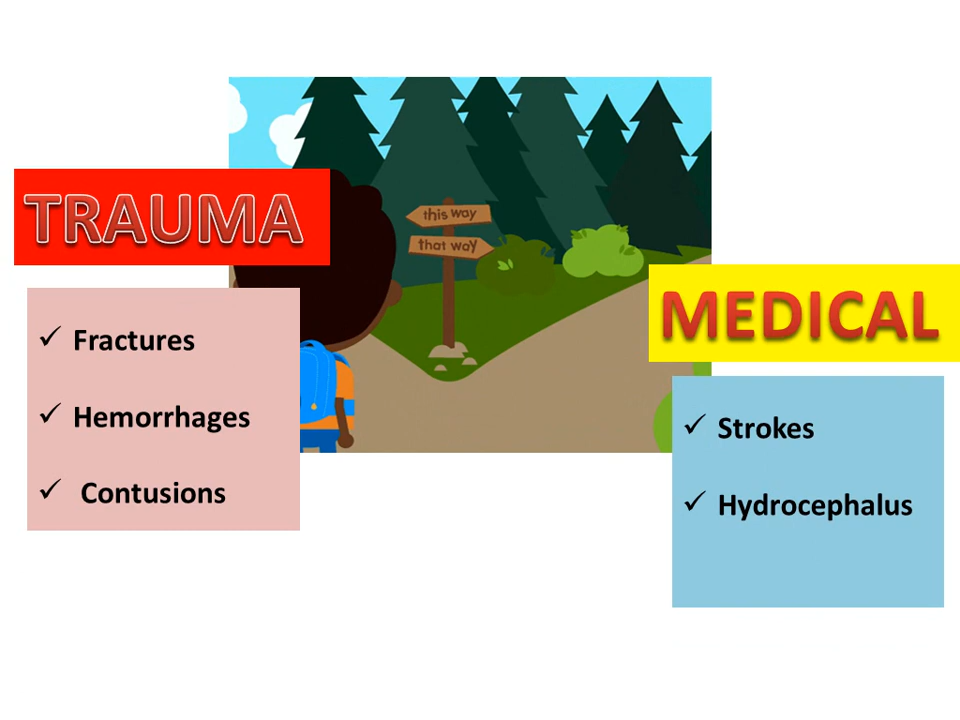 TRAUMA
this way
that way
✓ Fractures
✓ Hemorrhages
✓ Contusions
MEDICAL
✓ Strokes
✓ Hydrocephalus